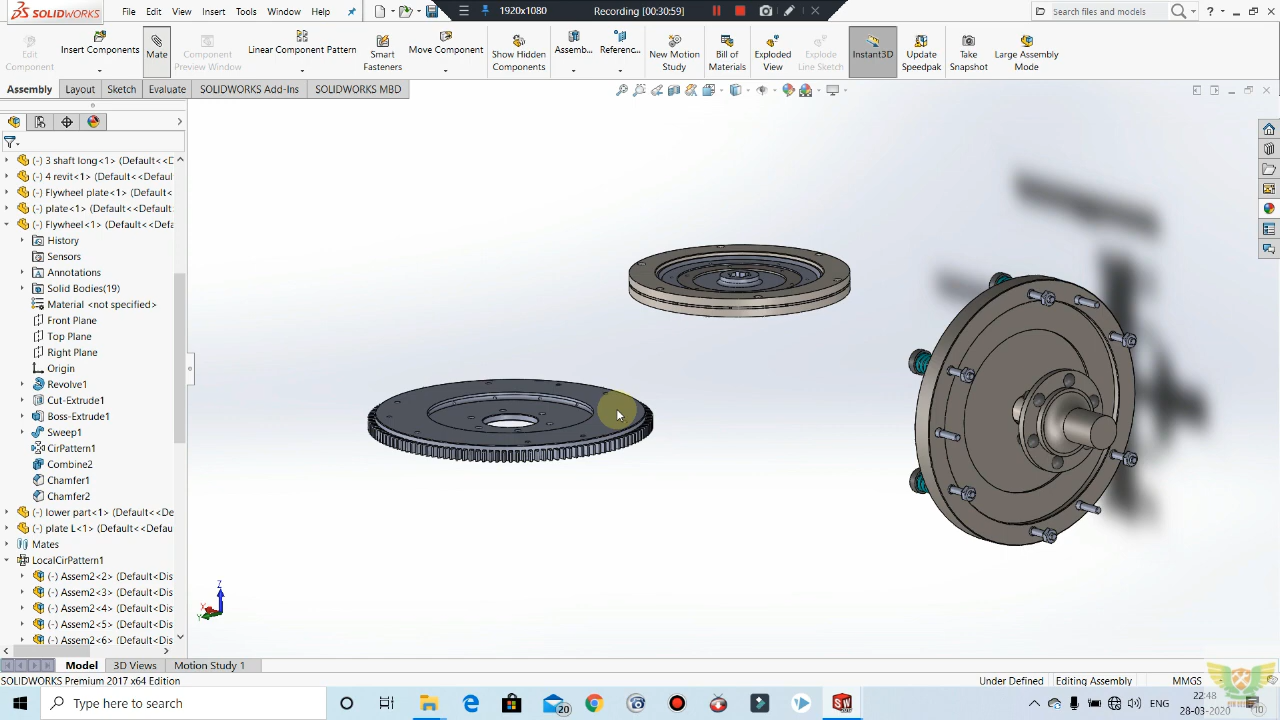 SOLIDWORKS File Edit View Insert Tools Window Help 1920x1080 Recording [00:30:59] Search files and models ?
Edit Component Insert Components Mate Component Preview Window Linear Component Pattern Smart Fasteners Move Component Show Hidden Components Assemb... Referenc... New Motion Study Bill of Materials Exploded View Explode Line Sketch Instant3D Update Speedpak Take Snapshot Large Assembly Mode
Assembly Layout Sketch Evaluate SOLIDWORKS Add-Ins SOLIDWORKS MBD
(-) 3 shaft long<1> (Default<<D
(-) 4 revit<1> (Default<<Defaul
(-) Flywheel plate<1> (Default<
(-) plate<1> (Default<<Default
(-) Flywheel<1> (Default<<Defa
History
Sensors
Annotations
Solid Bodies(19)
Material <not specified>
Front Plane
Top Plane
Right Plane
Origin
Revolve1
Cut-Extrude1
Boss-Extrude1
Sweep1
CirPattern1
Combine2
Chamfer1
Chamfer2
(-) lower part<1> (Default<<De
(-) plate L<1> (Default<<Defau
Mates
LocalCirPattern1
(-) Assem2<2> (Default<Dis
(-) Assem2<3> (Default<Dis
(-) Assem2<4> (Default<Dis
(-) Assem2<5> (Default<Dis
(-) Assem2<6> (Default<Dis
Z
X
Y
Model 3D Views Motion Study 1
SOLIDWORKS Premium 2017 x64 Edition Under Defined Editing Assembly MMGS
Type here to search 20 ENG 22:48 28-03-2020 10